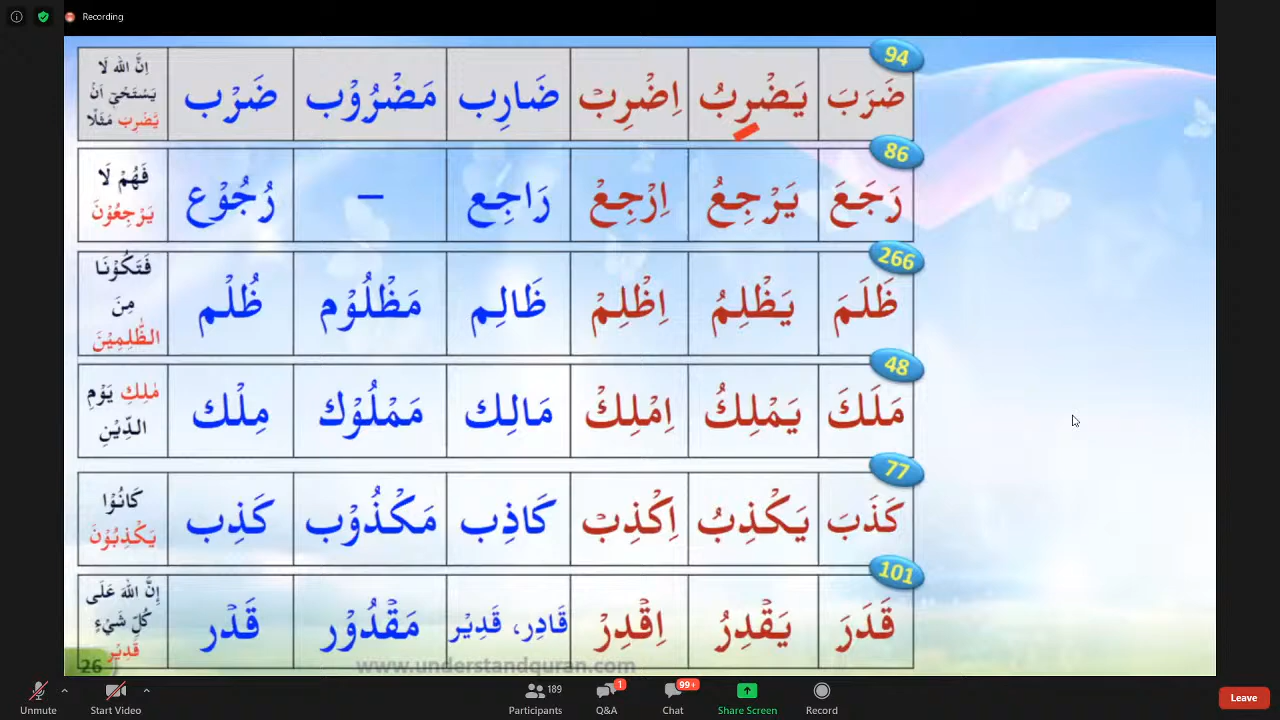 Recording
94
ضَرَبَ يَضْرِبُ اِضْرِبْ ضَارِب مَضْرُوْب ضَرْب
اِنَّ اللّٰه لَا
يَسْتَحْيٖٓ اَنْ
يَّضْرِبَ مَثَلًا
86
رَجَعَ يَرْجِعُ اِرْجِعْ رَاجِع – رُجُوْع
فَهُمْ لَا
يَرْجِعُوْنَ
266
ظَلَمَ يَظْلِمُ اِظْلِمْ ظَالِم مَظْلُوْم ظُلْم
فَتَكُوْنَا
مِنَ
الظّٰلِمِيْنَ
48
مَلَكَ يَمْلِكُ اِمْلِكْ مَالِك مَمْلُوْك مِلْك
مٰلِكِ يَوْمِ
الدِّيْنِ
77
كَذَبَ يَكْذِبُ اِكْذِبْ كَاذِب مَكْذُوْب كَذِب
كَانُوْا
يَكْذِبُوْنَ
101
قَدَرَ يَقْدِرُ اِقْدِرْ قَادِر، قَدِيْر مَقْدُوْر قَدْر
إِنَّ اللّٰهَ عَلَى
كُلِّ شَيْءٍ
قَدِيْر
26
www.understandquran.com
Unmute
Start Video
189
Participants
1
Q&A
99+
Chat
Share Screen
Record
Leave